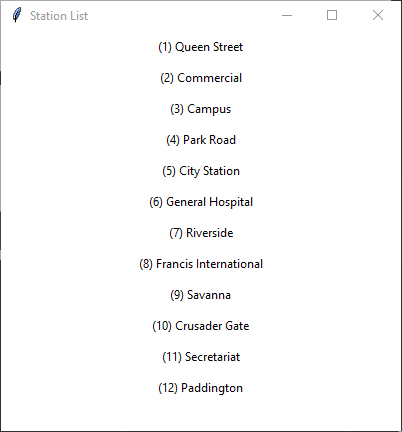 Station List
(1) Queen Street
(2) Commercial
(3) Campus
(4) Park Road
(5) City Station
(6) General Hospital
(7) Riverside
(8) Francis International
(9) Savanna
(10) Crusader Gate
(11) Secretariat
(12) Paddington